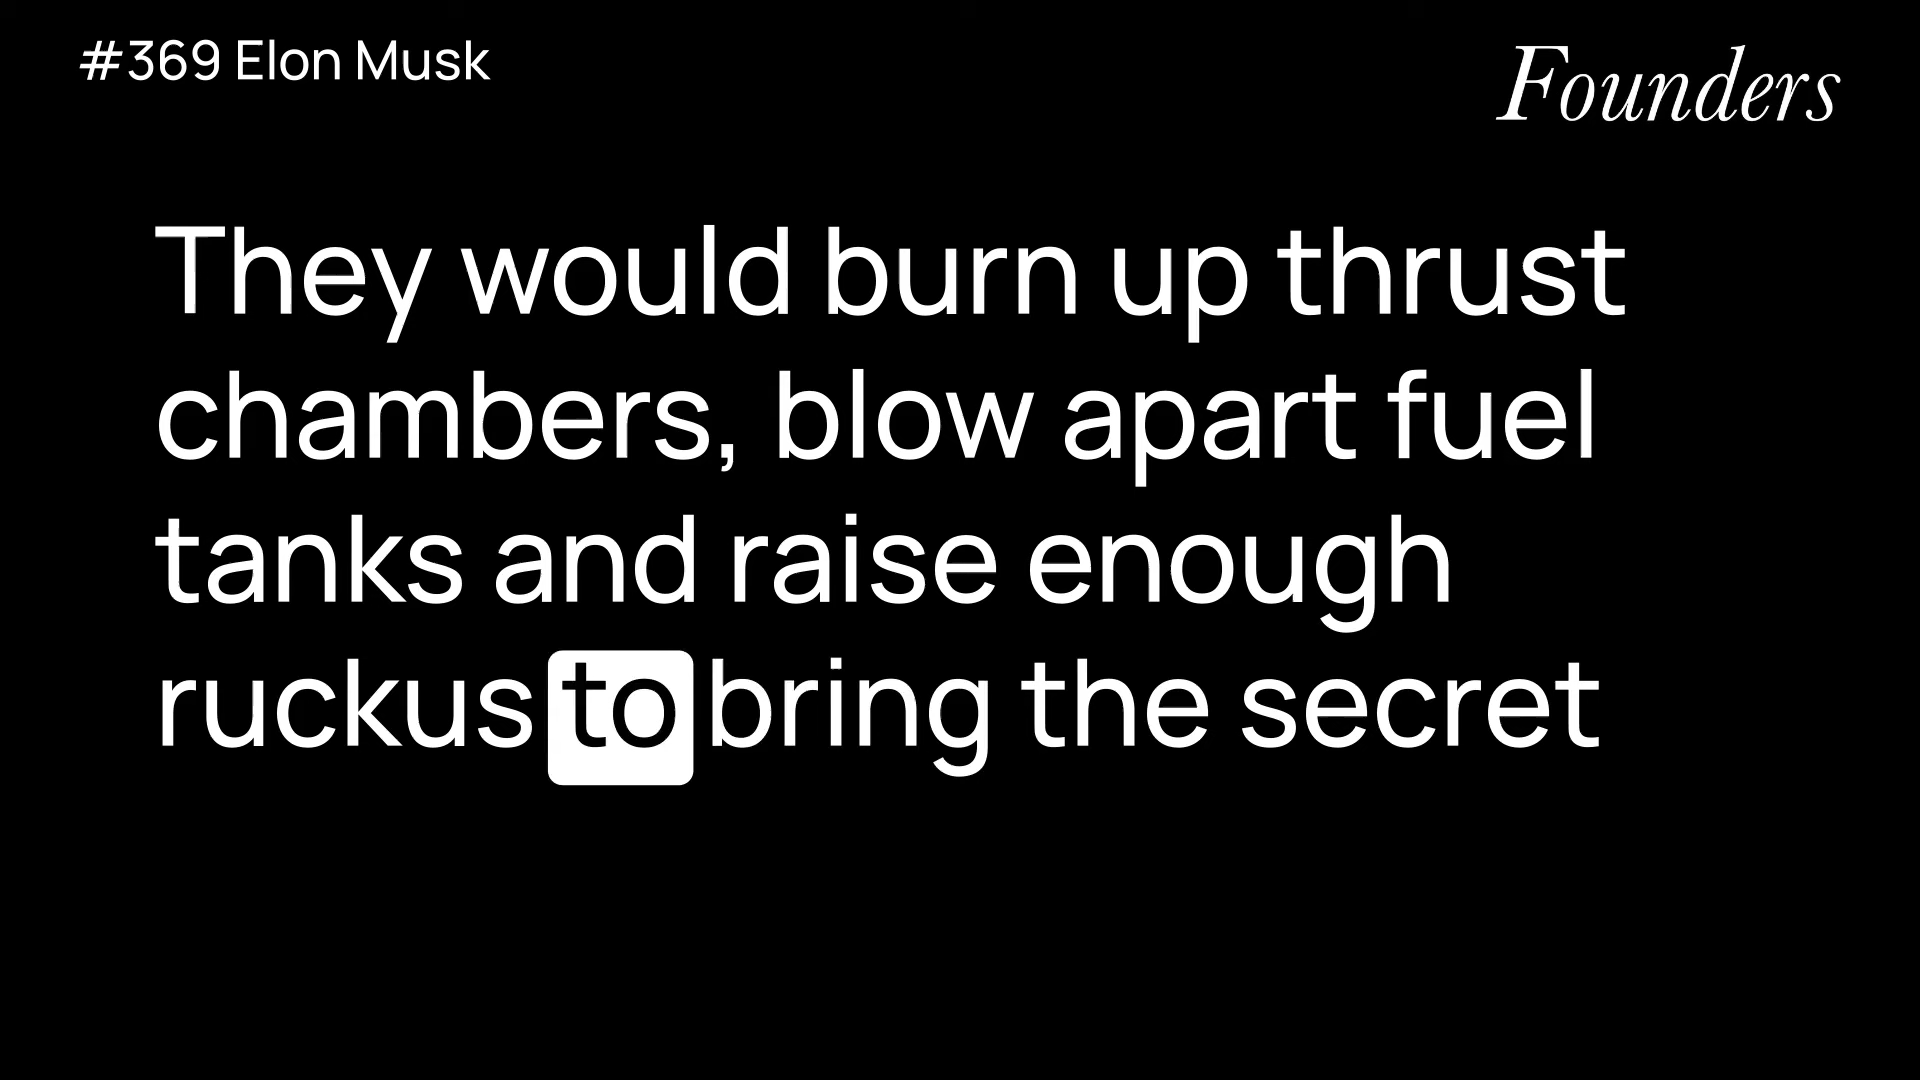 #369 Elon Musk
Founders
They would burn up thrust
chambers, blow apart fuel
tanks and raise enough
ruckus to bring the secret